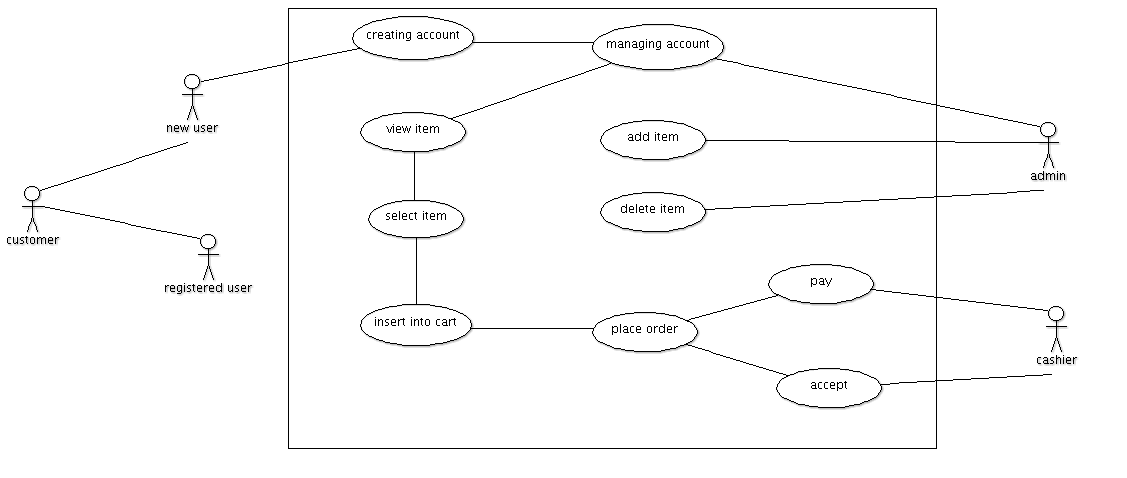 creating account
managing account
new user
view item
add item
admin
customer
select item
delete item
registered user
pay
insert into cart
place order
cashier
accept